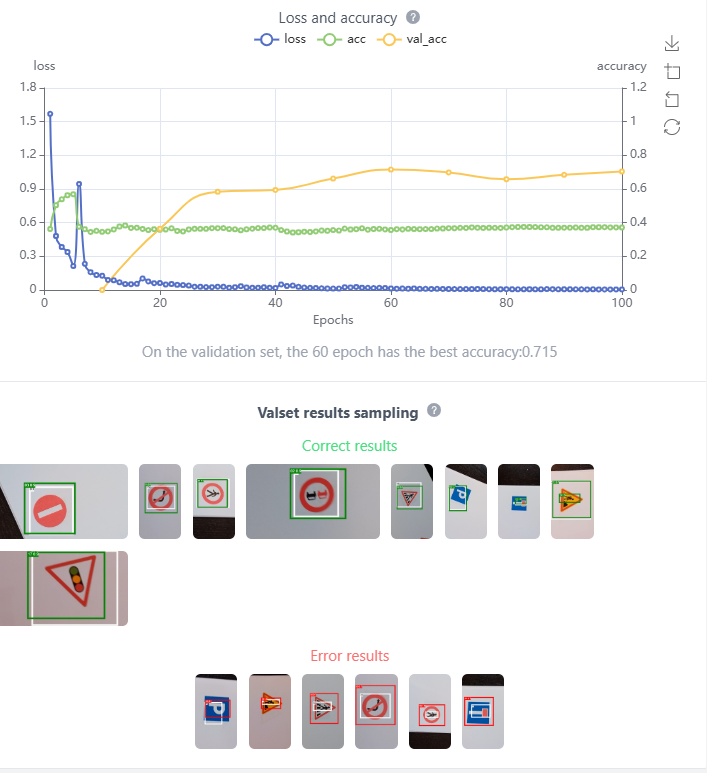 Loss and accuracy ?
loss acc val_acc
loss accuracy
1.8 1.2
1.5 1
1.2 0.8
0.9 0.6
0.6 0.4
0.3 0.2
0 0
0 20 40 60 80 100
Epochs
On the validation set, the 60 epoch has the best accuracy:0.715
Valset results sampling ?
Correct results
P
Error results
P